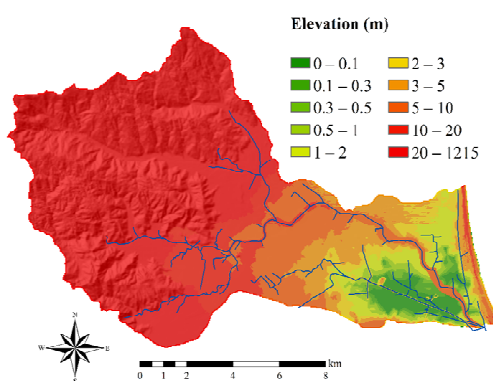 Elevation (m)
0 – 0.1
0.1 – 0.3
0.3 – 0.5
0.5 – 1
1 – 2
2 – 3
3 – 5
5 – 10
10 – 20
20 – 1215
N
W E
S
km
0 1 2 4 6 8